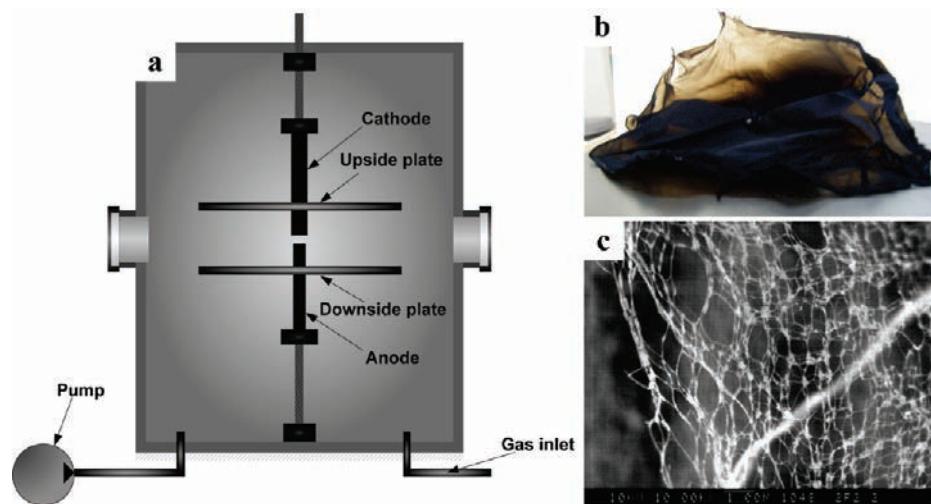 a
Cathode
Upside plate
Downside plate
Anode
Pump
Gas inlet
b
c